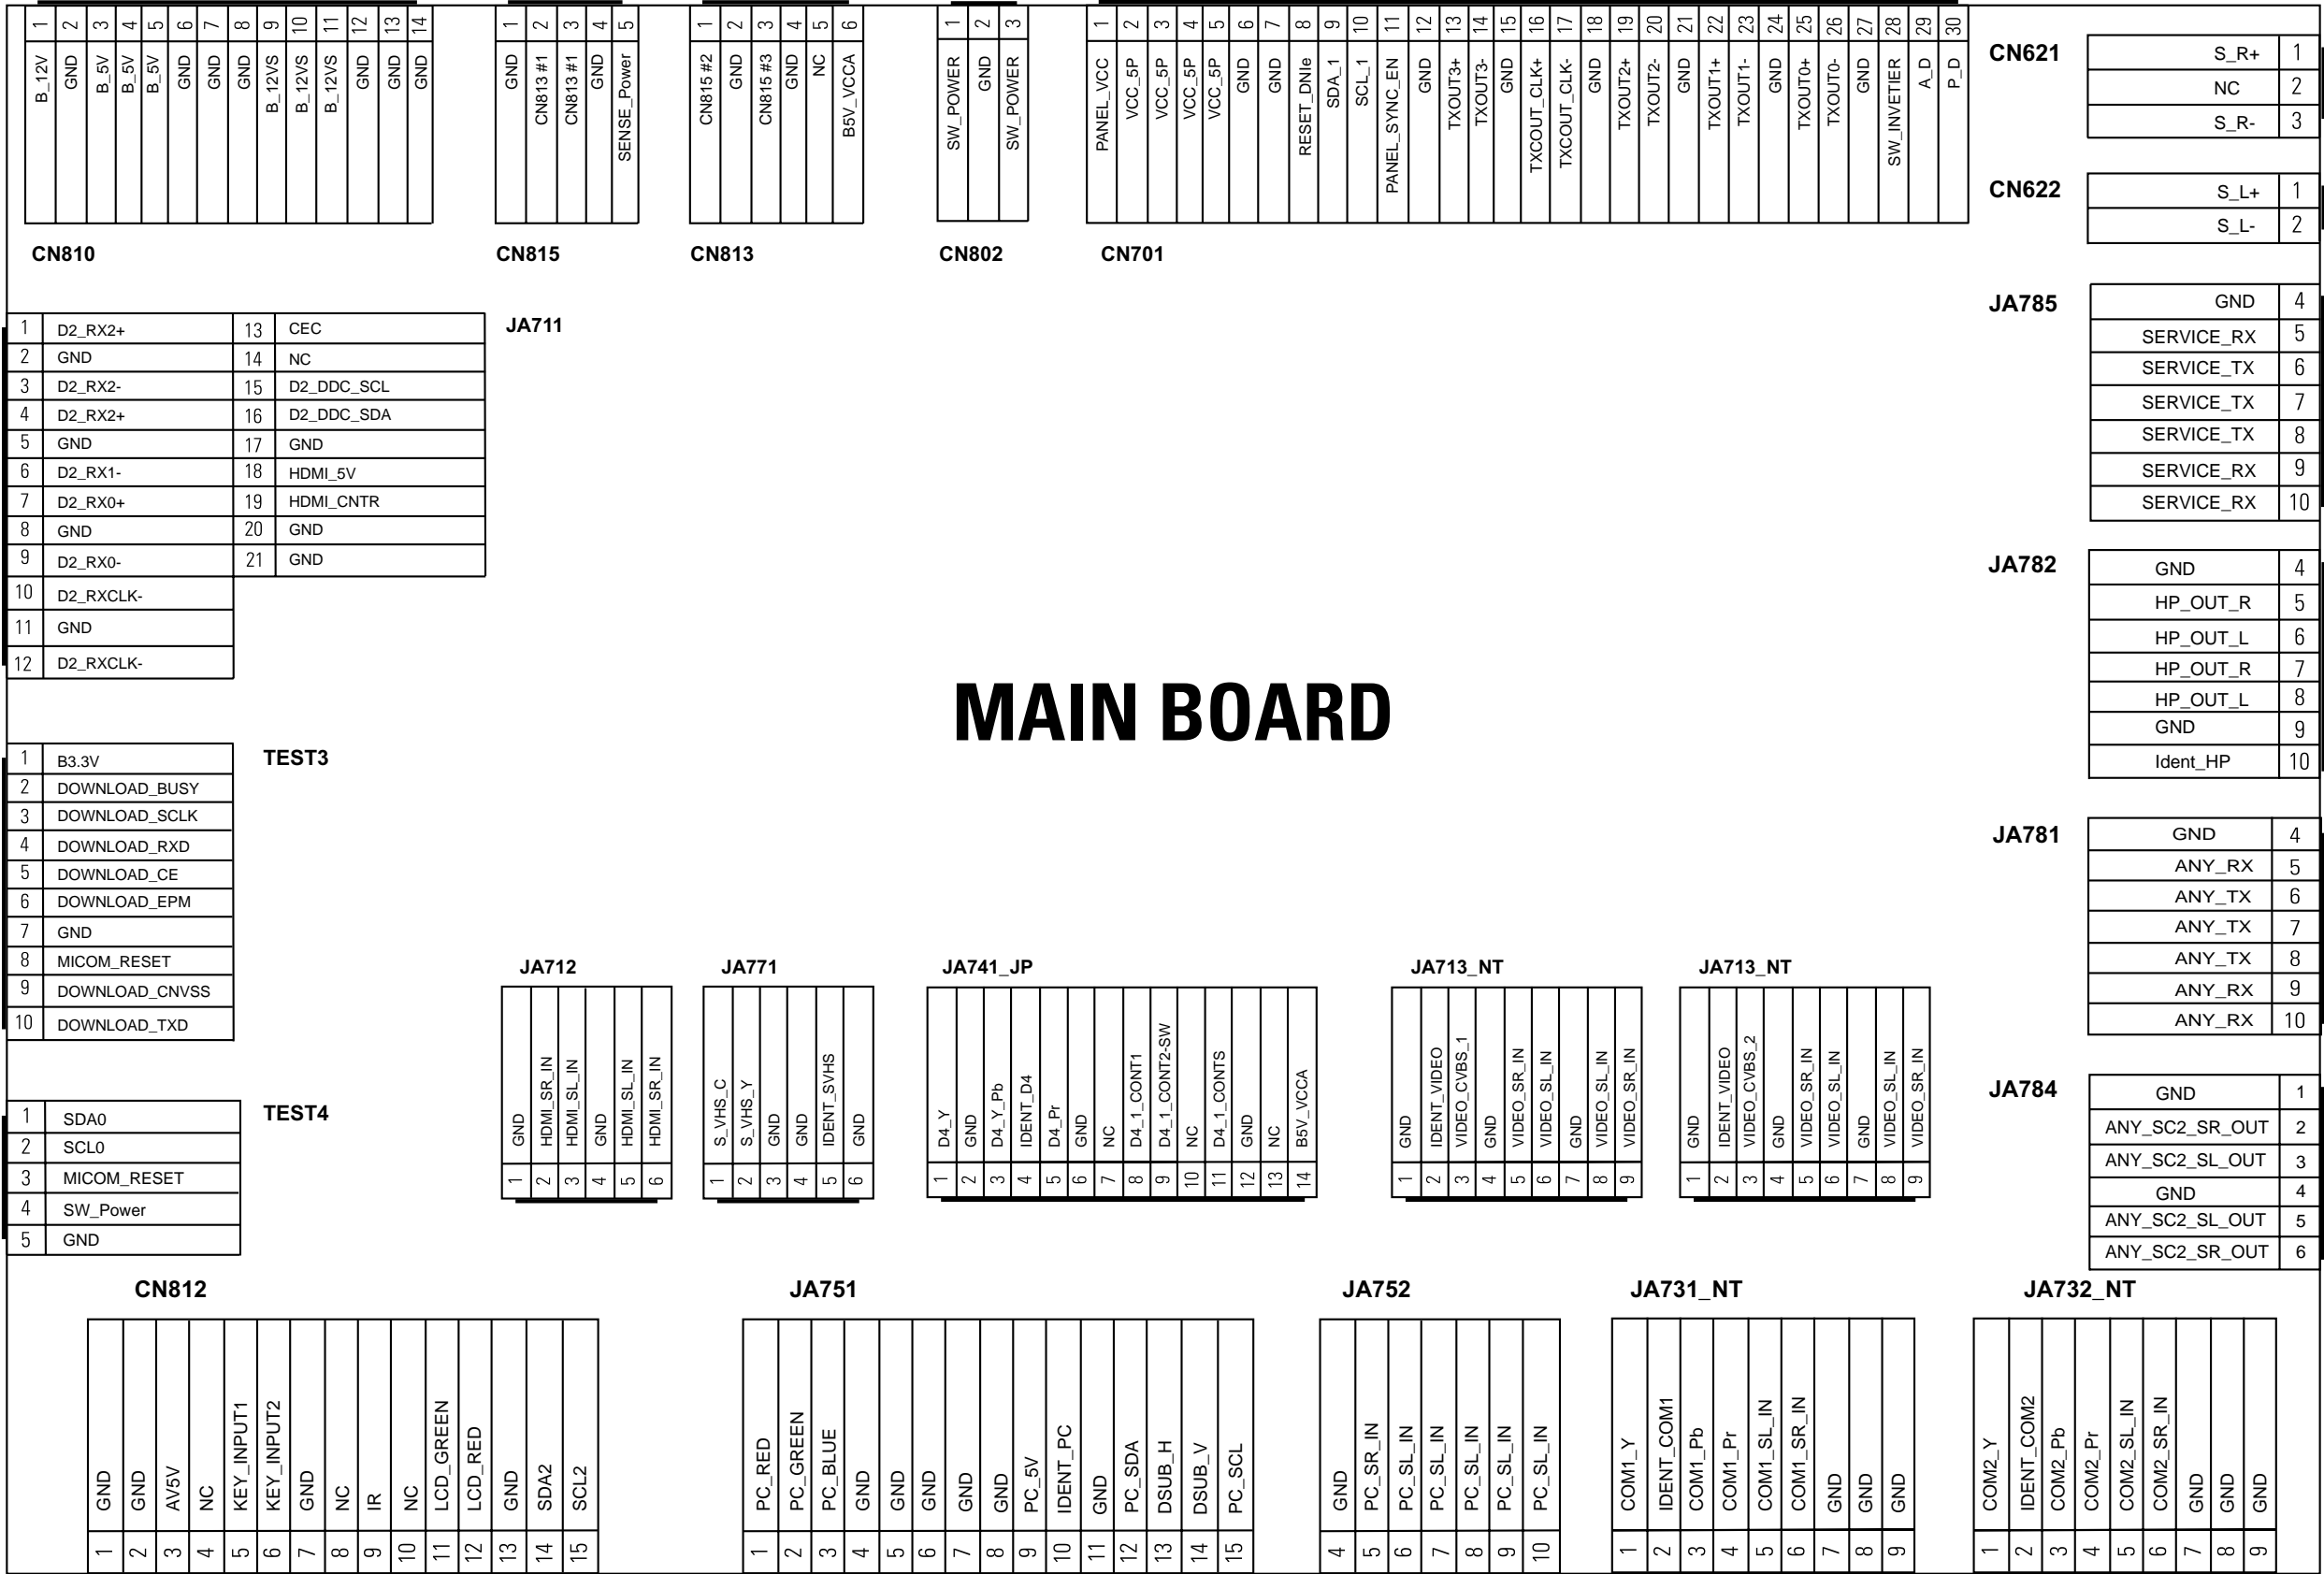 1 B_12V
2 GND
3 B_5V
4 B_5V
5 B_5V
6 GND
7 GND
8 GND
9 B_12VS
10 B_12VS
11 B_12VS
12 GND
13 GND
14 GND
CN810
1 GND
2 CN813 #1
3 CN813 #1
4 GND
5 SENSE_Power
CN815
1 CN815 #2
2 GND
3 CN815 #3
4 GND
5 NC
6 B5V_VCCA
CN813
1 SW_POWER
2 GND
3 SW_POWER
CN802
1 PANEL_VCC
2 VCC_5P
3 VCC_5P
4 VCC_5P
5 VCC_5P
6 GND
7 GND
8 RESET_DNIe
9 SDA_1
10 SCL_1
11 PANEL_SYNC_EN
12 GND
13 TXOUT3+
14 TXOUT3-
15 GND
16 TXCOUT_CLK+
17 TXCOUT_CLK-
18 GND
19 TXOUT2+
20 TXOUT2-
21 GND
22 TXOUT1+
23 TXOUT1-
24 GND
25 TXOUT0+
26 TXOUT0-
27 GND
28 SW_INVETIER
29 A_D
30 P_D
CN701
CN621
S_R+ 1
NC 2
S_R- 3
CN622
S_L+ 1
S_L- 2
JA785
GND 4
SERVICE_RX 5
SERVICE_TX 6
SERVICE_TX 7
SERVICE_TX 8
SERVICE_RX 9
SERVICE_RX 10
JA711
1 D2_RX2+ 13 CEC
2 GND 14 NC
3 D2_RX2- 15 D2_DDC_SCL
4 D2_RX2+ 16 D2_DDC_SDA
5 GND 17 GND
6 D2_RX1- 18 HDMI_5V
7 D2_RX0+ 19 HDMI_CNTR
8 GND 20 GND
9 D2_RX0- 21 GND
10 D2_RXCLK-
11 GND
12 D2_RXCLK-
JA782
GND 4
HP_OUT_R 5
HP_OUT_L 6
HP_OUT_R 7
HP_OUT_L 8
GND 9
Ident_HP 10
MAIN BOARD
TEST3
1 B3.3V
2 DOWNLOAD_BUSY
3 DOWNLOAD_SCLK
4 DOWNLOAD_RXD
5 DOWNLOAD_CE
6 DOWNLOAD_EPM
7 GND
8 MICOM_RESET
9 DOWNLOAD_CNVSS
10 DOWNLOAD_TXD
JA781
GND 4
ANY_RX 5
ANY_TX 6
ANY_TX 7
ANY_TX 8
ANY_RX 9
ANY_RX 10
TEST4
1 SDA0
2 SCL0
3 MICOM_RESET
4 SW_Power
5 GND
JA712
1 GND
2 HDMI_SR_IN
3 HDMI_SL_IN
4 GND
5 HDMI_SL_IN
6 HDMI_SR_IN
JA771
1 S_VHS_C
2 S_VHS_Y
3 GND
4 GND
5 IDENT_SVHS
6 GND
JA741_JP
1 D4_Y
2 GND
3 D4_Y_Pb
4 IDENT_D4
5 D4_Pr
6 GND
7 NC
8 D4_1_CONT1
9 D4_1_CONT2-SW
10 NC
11 D4_1_CONTS
12 GND
13 NC
14 B5V_VCCA
JA713_NT
1 GND
2 IDENT_VIDEO
3 VIDEO_CVBS_1
4 GND
5 VIDEO_SR_IN
6 VIDEO_SL_IN
7 GND
8 VIDEO_SL_IN
9 VIDEO_SR_IN
JA713_NT
1 GND
2 IDENT_VIDEO
3 VIDEO_CVBS_2
4 GND
5 VIDEO_SR_IN
6 VIDEO_SL_IN
7 GND
8 VIDEO_SL_IN
9 VIDEO_SR_IN
JA784
GND 1
ANY_SC2_SR_OUT 2
ANY_SC2_SL_OUT 3
GND 4
ANY_SC2_SL_OUT 5
ANY_SC2_SR_OUT 6
CN812
1 GND
2 GND
3 AV5V
4 NC
5 KEY_INPUT1
6 KEY_INPUT2
7 GND
8 NC
9 IR
10 NC
11 LCD_GREEN
12 LCD_RED
13 GND
14 SDA2
15 SCL2
JA751
1 PC_RED
2 PC_GREEN
3 PC_BLUE
4 GND
5 GND
6 GND
7 GND
8 GND
9 PC_5V
10 IDENT_PC
11 GND
12 PC_SDA
13 DSUB_H
14 DSUB_V
15 PC_SCL
JA752
4 GND
5 PC_SR_IN
6 PC_SL_IN
7 PC_SL_IN
8 PC_SL_IN
9 PC_SL_IN
10 PC_SL_IN
JA731_NT
1 COM1_Y
2 IDENT_COM1
3 COM1_Pb
4 COM1_Pr
5 COM1_SL_IN
6 COM1_SR_IN
7 GND
8 GND
9 GND
JA732_NT
1 COM2_Y
2 IDENT_COM2
3 COM2_Pb
4 COM2_Pr
5 COM2_SL_IN
6 COM2_SR_IN
7 GND
8 GND
9 GND